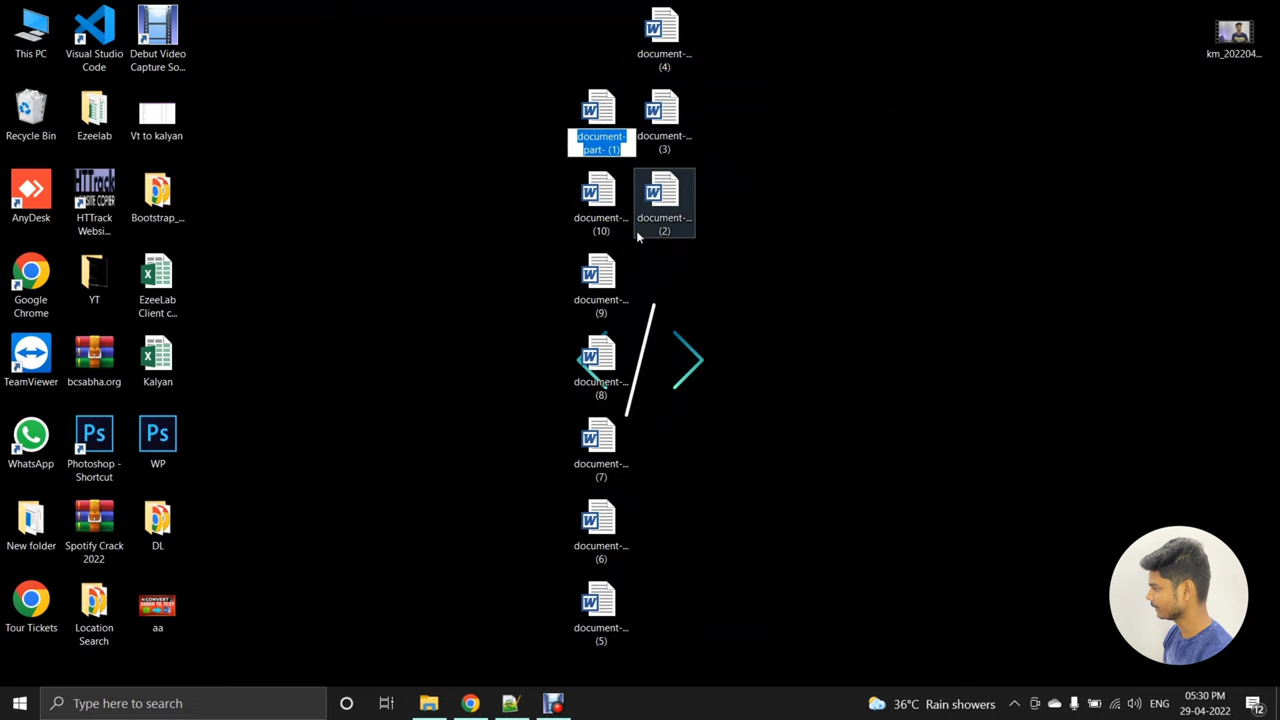 This PC
Visual Studio
Code
Debut Video
Capture So...
Recycle Bin
Ezeelab
Vt to kalyan
AnyDesk
HTTrack
Websi...
Bootstrap_...
Google
Chrome
YT
EzeeLab
Client c...
TeamViewer
bcsabha.org
Kalyan
WhatsApp
Photoshop -
Shortcut
WP
New folder
Spotify Crack
2022
DL
Tour Tickets
Location
Search
aa
document-...
(4)
document-
part- (1)
document-...
(3)
document-...
(10)
document-...
(2)
document-...
(9)
document-...
(8)
document-...
(7)
document-...
(6)
document-...
(5)
km_202204...
Type here to search
36°C Rain showers
ENG
05:30 PM
29-04-2022
12